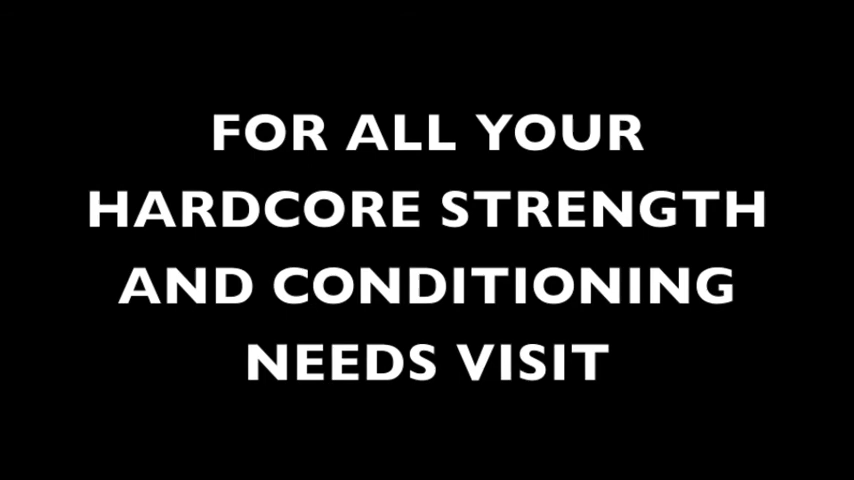 FOR ALL YOUR
HARDCORE STRENGTH
AND CONDITIONING
NEEDS VISIT